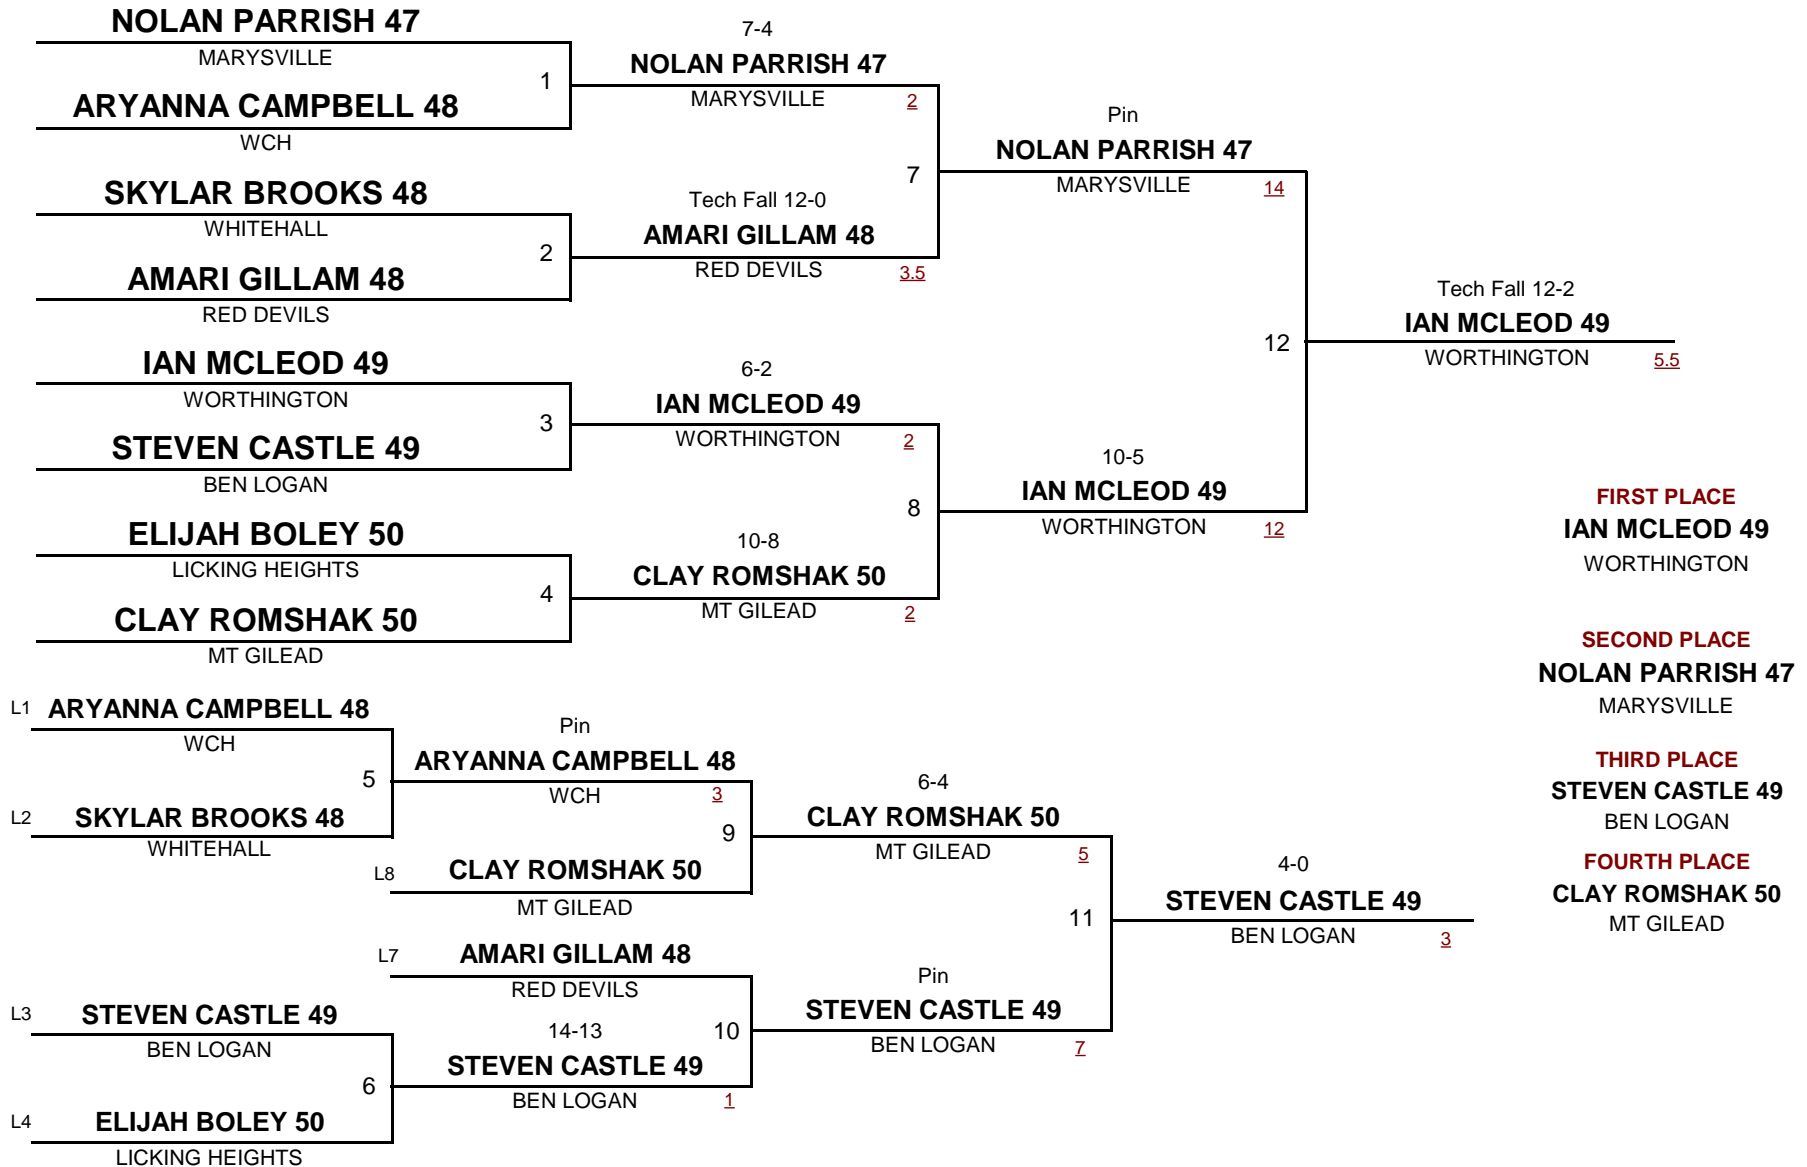 NOLAN PARRISH 47
MARYSVILLE
1
ARYANNA CAMPBELL 48
WCH
SKYLAR BROOKS 48
WHITEHALL
2
AMARI GILLAM 48
RED DEVILS
IAN MCLEOD 49
WORTHINGTON
3
STEVEN CASTLE 49
BEN LOGAN
ELIJAH BOLEY 50
LICKING HEIGHTS
4
CLAY ROMSHAK 50
MT GILEAD
7-4
NOLAN PARRISH 47
MARYSVILLE 2
7
Tech Fall 12-0
AMARI GILLAM 48
RED DEVILS 3.5
6-2
IAN MCLEOD 49
WORTHINGTON 2
8
10-8
CLAY ROMSHAK 50
MT GILEAD 2
Pin
NOLAN PARRISH 47
MARYSVILLE 14
12
10-5
IAN MCLEOD 49
WORTHINGTON 12
Tech Fall 12-2
IAN MCLEOD 49
WORTHINGTON 5.5
FIRST PLACE
IAN MCLEOD 49
WORTHINGTON
SECOND PLACE
NOLAN PARRISH 47
MARYSVILLE
THIRD PLACE
STEVEN CASTLE 49
BEN LOGAN
FOURTH PLACE
CLAY ROMSHAK 50
MT GILEAD
L1 ARYANNA CAMPBELL 48
WCH
5
L2 SKYLAR BROOKS 48
WHITEHALL
L3 STEVEN CASTLE 49
BEN LOGAN
6
L4 ELIJAH BOLEY 50
LICKING HEIGHTS
Pin
ARYANNA CAMPBELL 48
WCH 3
9
L8 CLAY ROMSHAK 50
MT GILEAD
L7 AMARI GILLAM 48
RED DEVILS
10
14-13
STEVEN CASTLE 49
BEN LOGAN 1
6-4
CLAY ROMSHAK 50
MT GILEAD 5
11
Pin
STEVEN CASTLE 49
BEN LOGAN 7
4-0
STEVEN CASTLE 49
BEN LOGAN 3